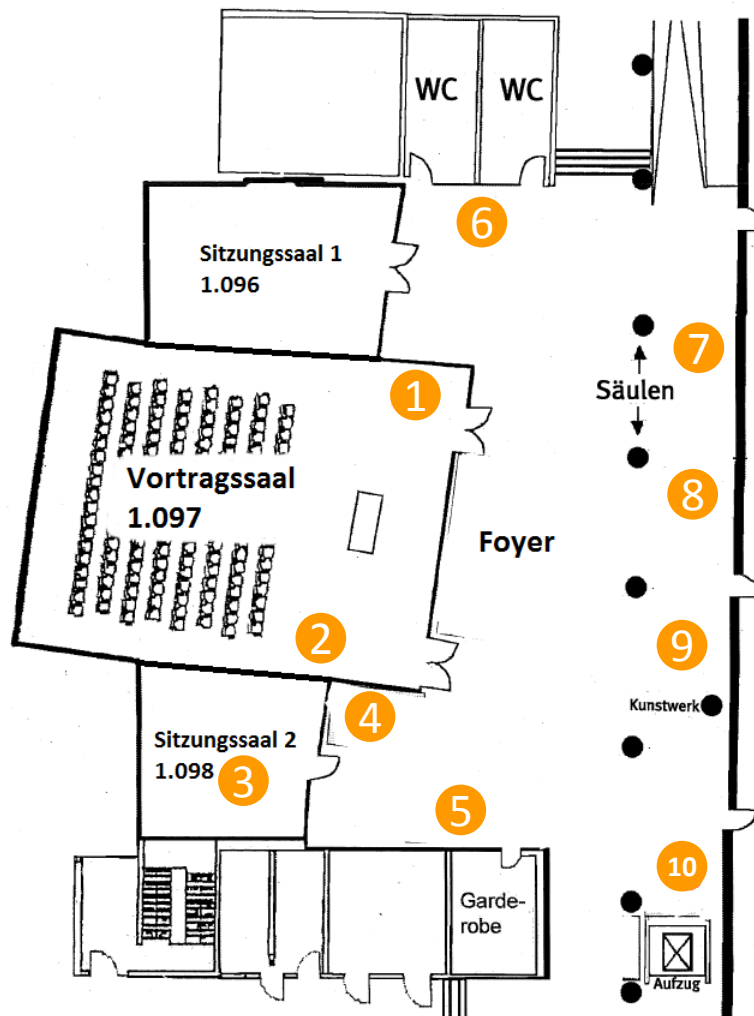 WC
WC
6
Sitzungssaal 1
1.096
7
Säulen
1
Vortragssaal
1.097
8
Foyer
2
9
Kunstwerk
4
Sitzungssaal 2
1.098
3
5
10
Garde-
robe
Aufzug